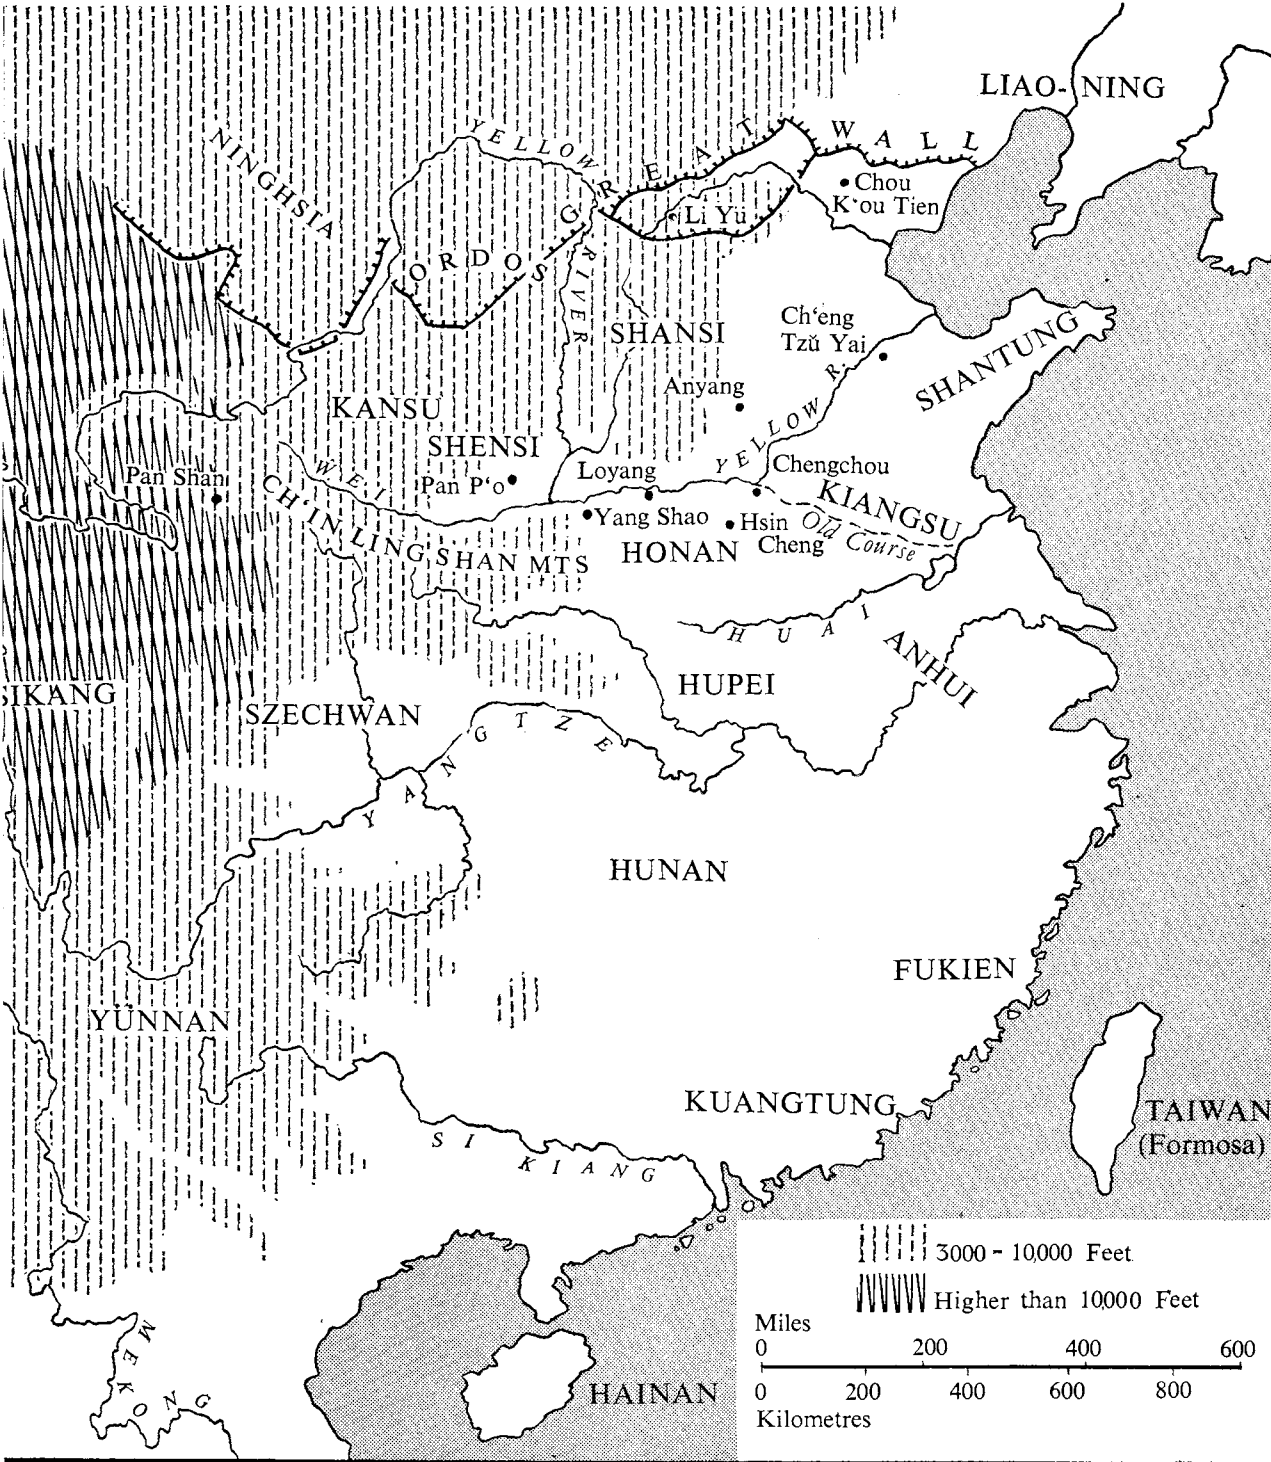 LIAO-NING
GREAT WALL
YELLOW
RIVER
NINGHSIA
Chou
K'ou Tien
Li Yü
ORDOS
Ch'eng
Tzŭ Yai
SHANSI
SHANTUNG
Anyang
YELLOW R.
KANSU
SHENSI
Pan Shan
WEI
Pan P'o
Loyang
Chengchou
KIANGSU
CH'IN LING SHAN MTS
Yang Shao
Hsin
Cheng
Old Course
HONAN
HUAI
ANHUI
SIKANG
SZECHWAN
HUPEI
YANGTZE
HUNAN
FUKIEN
YÜNNAN
KUANGTUNG
SI KIANG
TAIWAN
(Formosa)
MEKONG
HAINAN
3000 - 10,000 Feet
Higher than 10,000 Feet
Miles
0 200 400 600
0 200 400 600 800
Kilometres